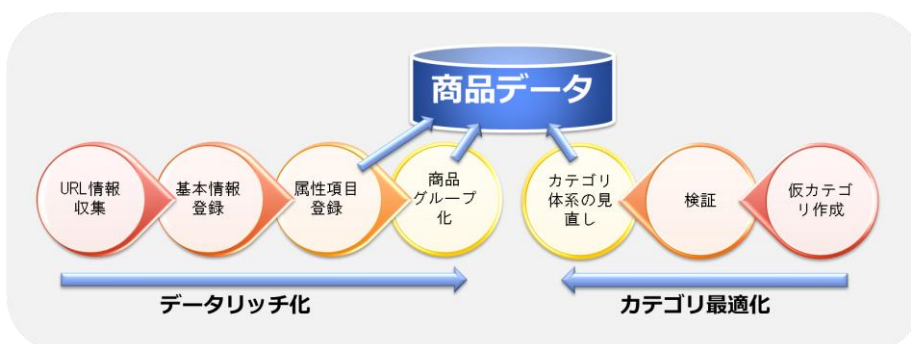 商品データ
URL情報
収集
基本情報
登録
属性項目
登録
商品
グループ
化
カテゴリ
体系の見
直し
検証
仮カテゴ
リ作成
データリッチ化
カテゴリ最適化